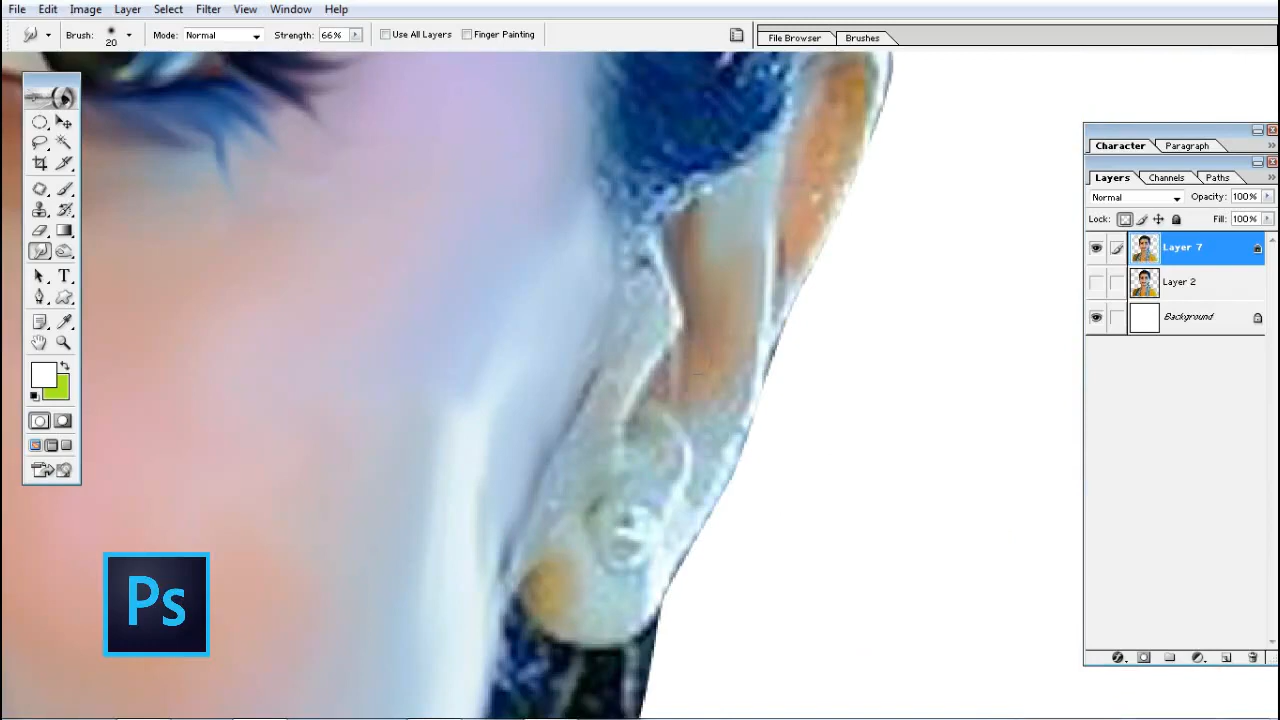 File Edit Image Layer Select Filter View Window Help
Brush: 20 Mode: Normal Strength: 66% Use All Layers Finger Painting File Browser Brushes
Character Paragraph
Layers Channels Paths
Normal Opacity: 100%
Lock: Fill: 100%
Layer 7
Layer 2
Background
T
Ps